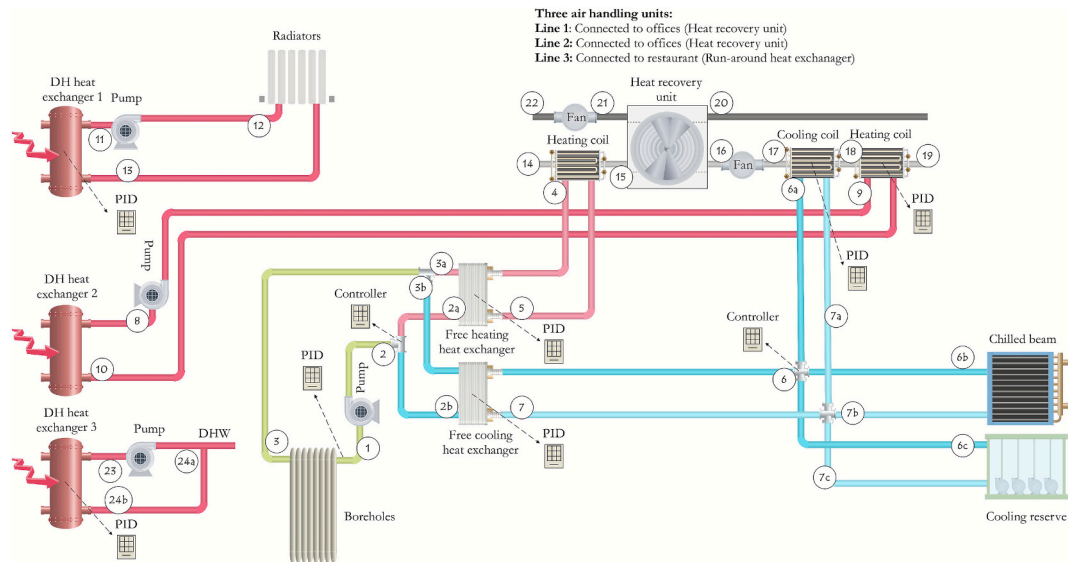 Three air handling units:
Line 1: Connected to offices (Heat recovery unit)
Line 2: Connected to offices (Heat recovery unit)
Line 3: Connected to restaurant (Run-around heat exchanager)
Radiators
DH heat
exchanger 1
Pump
11
12
13
PID
Heat recovery
unit
22
Fan
21
20
Heating coil
14
15
4
16
Fan
17
Cooling coil
18
Heating coil
19
6a
9
PID
PID
DH heat
exchanger 2
Pump
8
10
3a
3b
2a
5
Free heating
heat exchanger
PID
Controller
2
PID
Pump
2b
7
Free cooling
heat exchanger
PID
3
1
Boreholes
7a
Controller
6
6b
Chilled beam
7b
6c
7c
Cooling reserve
DH heat
exchanger 3
Pump
DHW
23
24a
24b
PID